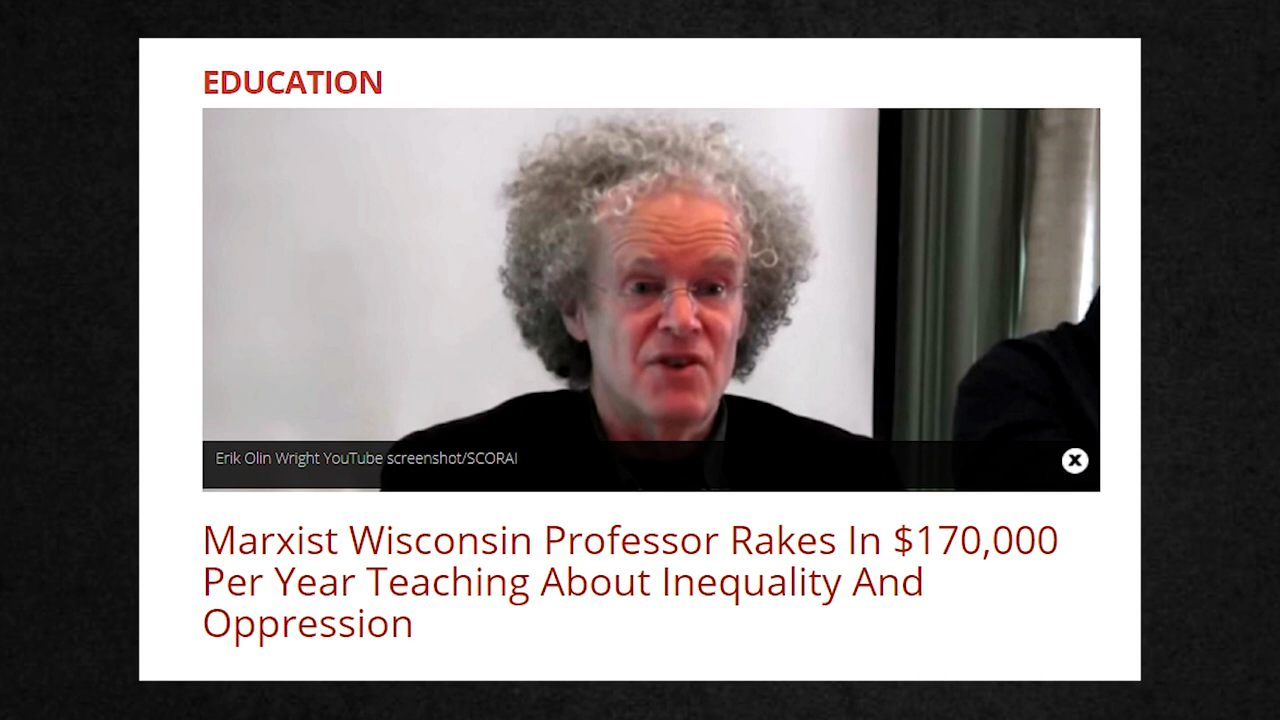 EDUCATION
Erik Olin Wright YouTube screenshot/SCORAI
Marxist Wisconsin Professor Rakes In $170,000
Per Year Teaching About Inequality And
Oppression